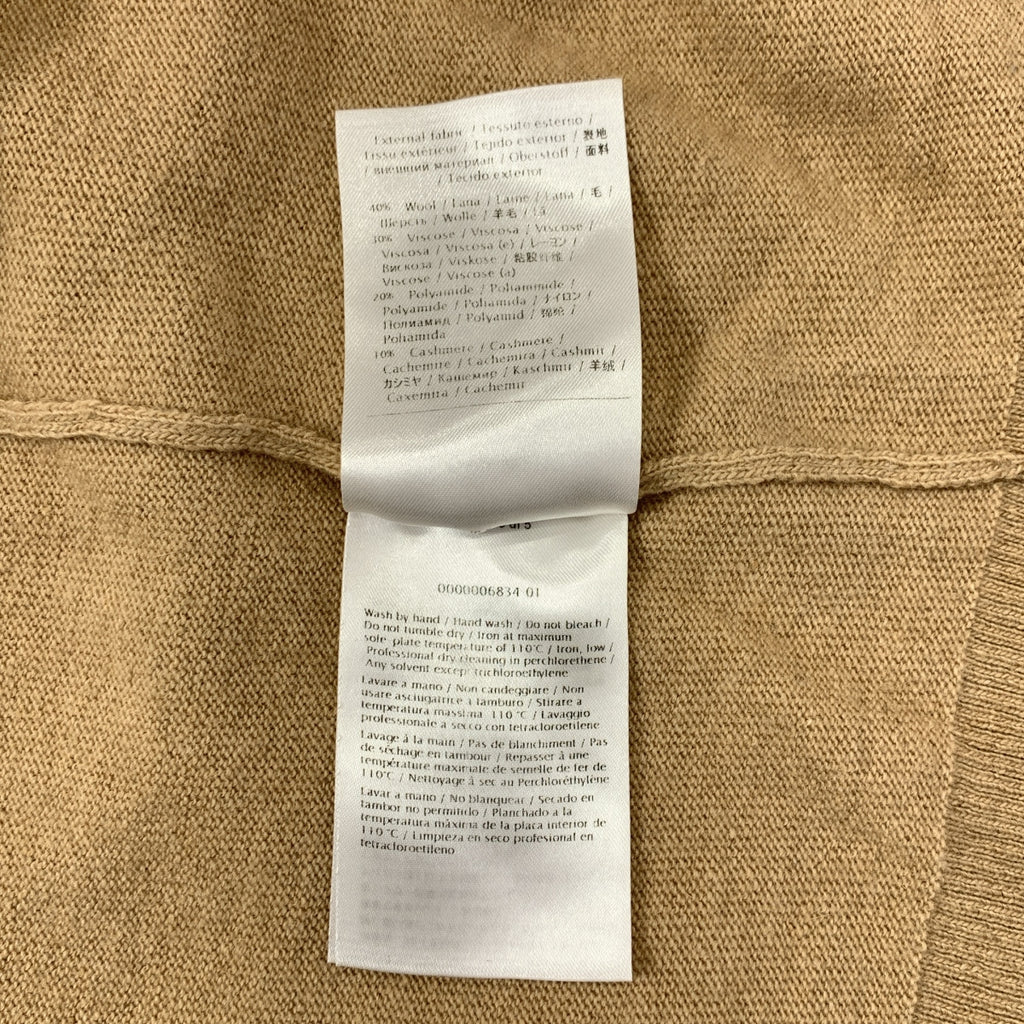 External fabric / Tessuto esterno /
Tissu extérieur / Tejido exterior / 表地
/ внешний материал / Oberstoff / 面料
/ Tecido exterior
40% Wool / Lana / Laine / Lana / 毛 /
Шерсть / Wolle / 羊毛 / Lã
30% Viscose / Viscosa / Viscose /
Viscosa / Viscosa (e) / レーヨン /
Вискоза / Viskose / 粘胶纤维 /
Viscose / Viscose (a)
20% Polyamide / Poliammide /
Polyamide / Poliamida / ナイロン /
Полиамид / Polyamid / 锦纶 /
Poliamida
10% Cashmere / Cashmere /
Cachemire / Cachemira / Cashmir /
カシミヤ / Кашемир / Kaschmir / 羊绒 /
Caxemira / Cachemir
di 5
0000006834 01
Wash by hand / Hand wash / Do not bleach /
Do not tumble dry / Iron at maximum
sole plate temperature of 110°C / Iron, low /
Professional dry cleaning in perchlorethene /
Any solvent except trichloroethylene
Lavare a mano / Non candeggiare / Non
usare asciugatrice a tamburo / Stirare a
temperatura massima 110 °C / Lavaggio
professionale a secco con tetracloroetilene
Lavage à la main / Pas de blanchiment / Pas
de séchage en tambour / Repasser à une
température maximale de semelle de fer de
110°C / Nettoyage à sec au Perchloréthylène
Lavar a mano / No blanquear / Secado en
tambor no permitido / Planchado a la
temperatura máxima de la placa interior de
110 °C / Limpieza en seco profesional en
tetracloroetileno